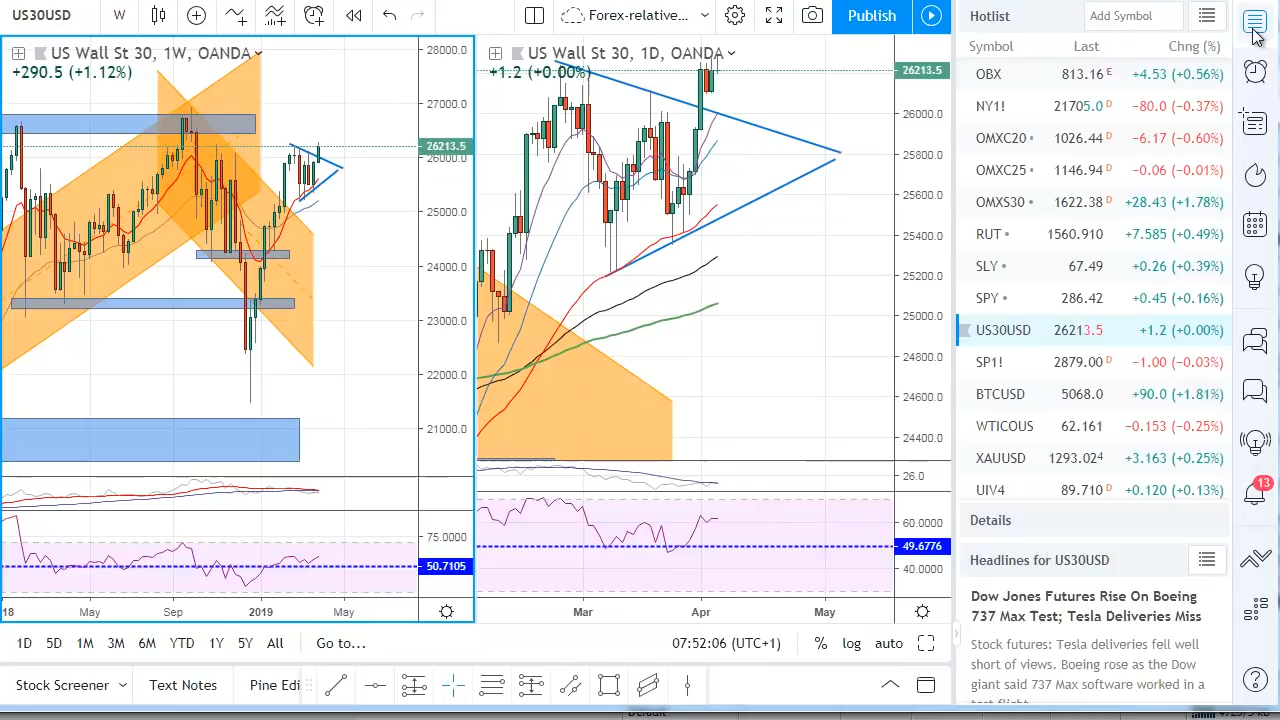 US30USD W Forex-relative... Publish
US Wall St 30, 1W, OANDA
+290.5 (+1.12%)
28000.0
27000.0
26213.5
26000.0
25000.0
24000.0
23000.0
22000.0
21000.0
75.0000
50.7105
18 May Sep 2019 May
US Wall St 30, 1D, OANDA
+1.2 (+0.00%)
26213.5
26000.0
25800.0
25600.0
25400.0
25200.0
25000.0
24800.0
24600.0
24400.0
26.0
60.0000
49.6776
40.0000
Mar Apr May
1D 5D 1M 3M 6M YTD 1Y 5Y All Go to... 07:52:06 (UTC+1) % log auto
Stock Screener Text Notes Pine Edi
Default
Hotlist Add Symbol
Symbol Last Chng (%)
OBX 813.16 E +4.53 (+0.56%)
NY1! 21705.0 D −80.0 (−0.37%)
OMXC20 1026.44 D −6.17 (−0.60%)
OMXC25 1146.94 D −0.06 (−0.01%)
OMXS30 1622.38 D +28.43 (+1.78%)
RUT 1560.910 +7.585 (+0.49%)
SLY 67.49 +0.26 (+0.39%)
SPY 286.42 +0.45 (+0.16%)
US30USD 26213.5 +1.2 (+0.00%)
SP1! 2879.00 D −1.00 (−0.03%)
BTCUSD 5068.0 +90.0 (+1.81%)
WTICOUS 62.161 −0.153 (−0.25%)
XAUUSD 1293.024 +3.163 (+0.25%)
UIV4 89.710 D +0.120 (+0.13%)
13
Details
Headlines for US30USD
Dow Jones Futures Rise On Boeing
737 Max Test; Tesla Deliveries Miss
Stock futures: Tesla deliveries fell well
short of views. Boeing rose as the Dow
giant said 737 Max software worked in a
test flight